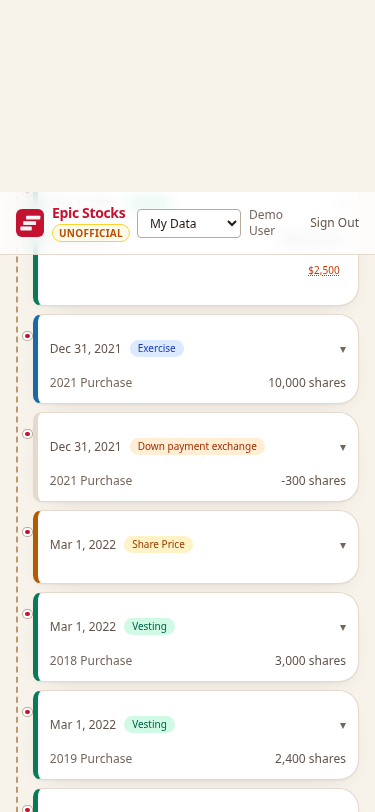 Epic Stocks
UNOFFICIAL
My Data
Demo
User
Sign Out
$2,500
Dec 31, 2021 Exercise ▾
2021 Purchase 10,000 shares
Dec 31, 2021 Down payment exchange ▾
2021 Purchase -300 shares
Mar 1, 2022 Share Price ▾
Mar 1, 2022 Vesting ▾
2018 Purchase 3,000 shares
Mar 1, 2022 Vesting ▾
2019 Purchase 2,400 shares